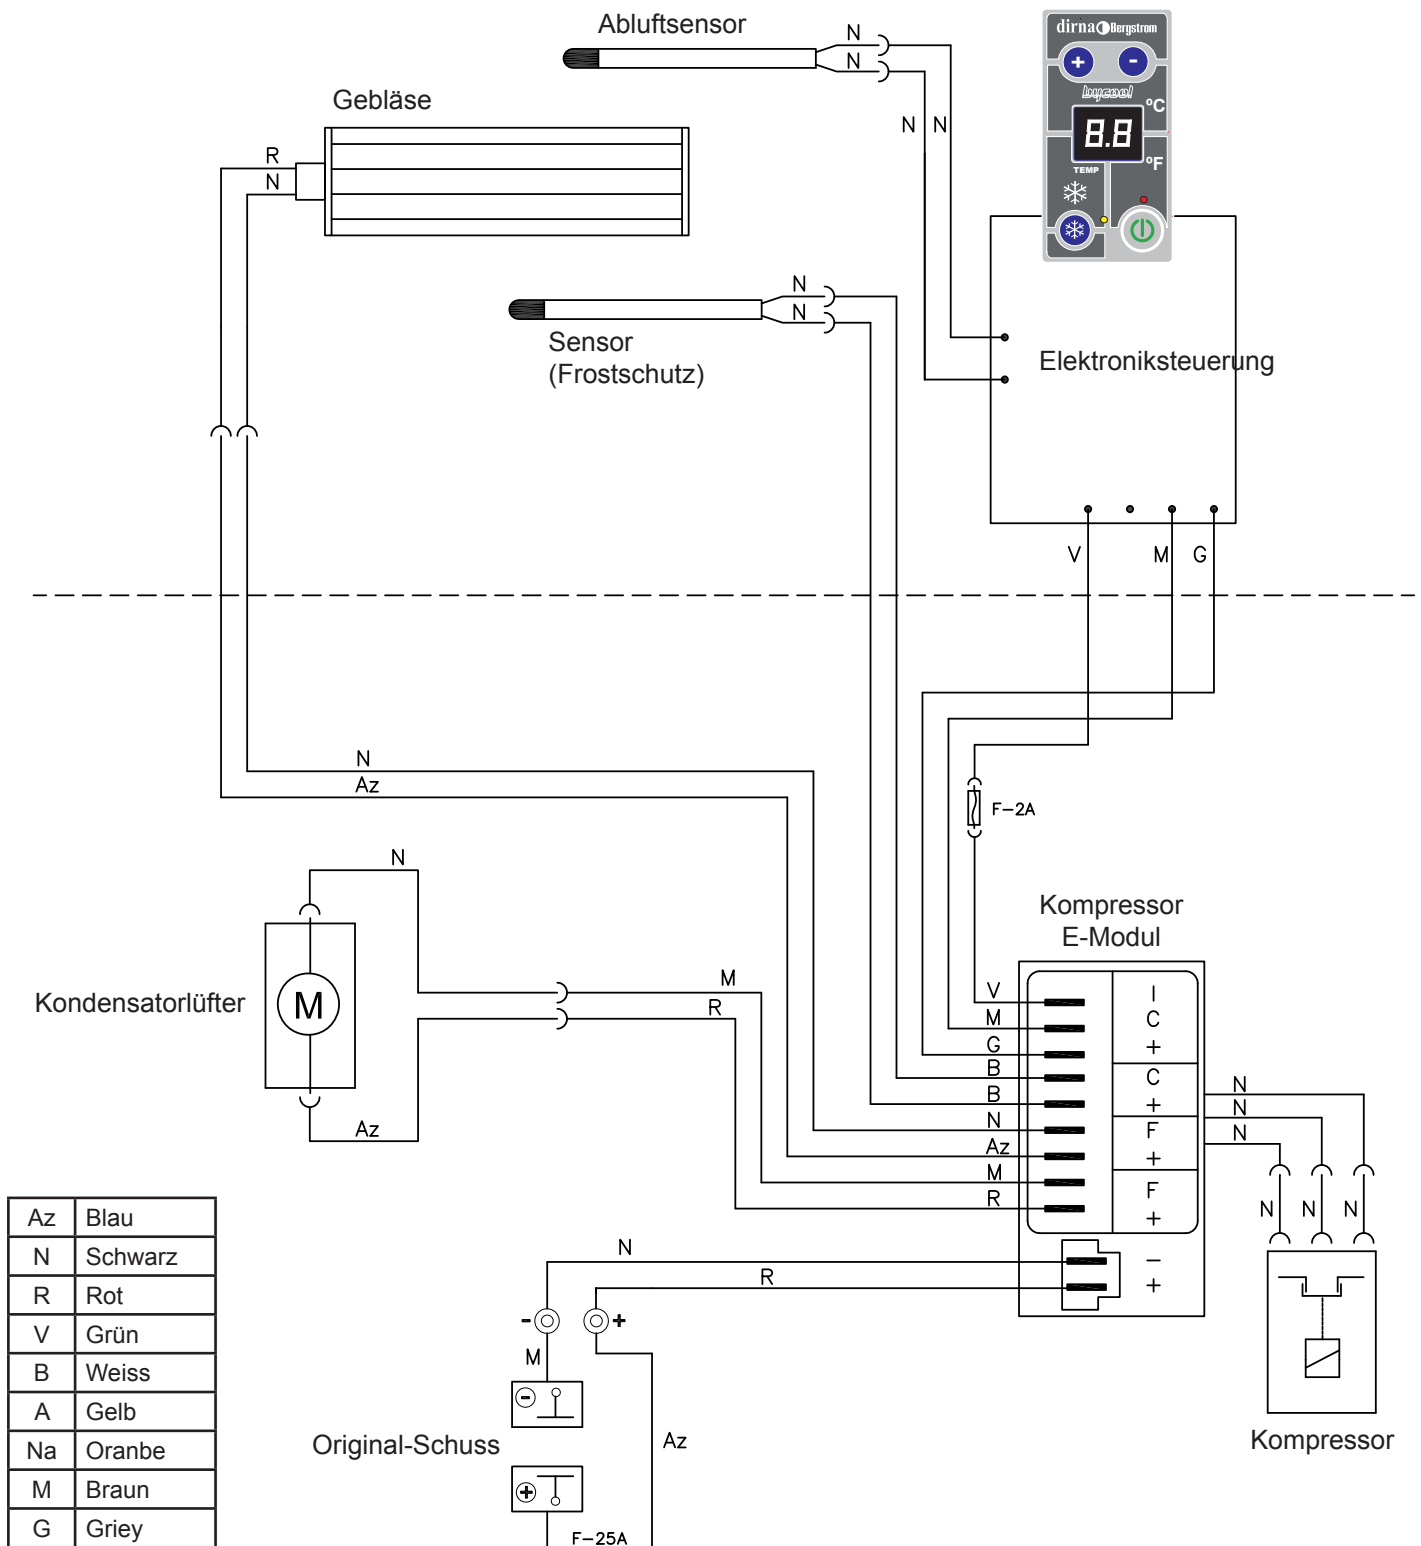 Abluftsensor
N
N
dirna Bergstrom
+ -
bycool
°C
8.8
°F
TEMP
Gebläse
R
N
N N
N
N
Sensor
(Frostschutz)
Elektroniksteuerung
V M G
N
Az
F-2A
N
Kompressor
E-Modul
Kondensatorlüfter
M
M
R
Az
V I
M C
G +
B C
B +
N F
Az +
M F
R +
N
N
N
N N N
N -
R +
- +
M
-
Original-Schuss
Az
+
F-25A
Kompressor
Az Blau
N Schwarz
R Rot
V Grün
B Weiss
A Gelb
Na Oranbe
M Braun
G Griey